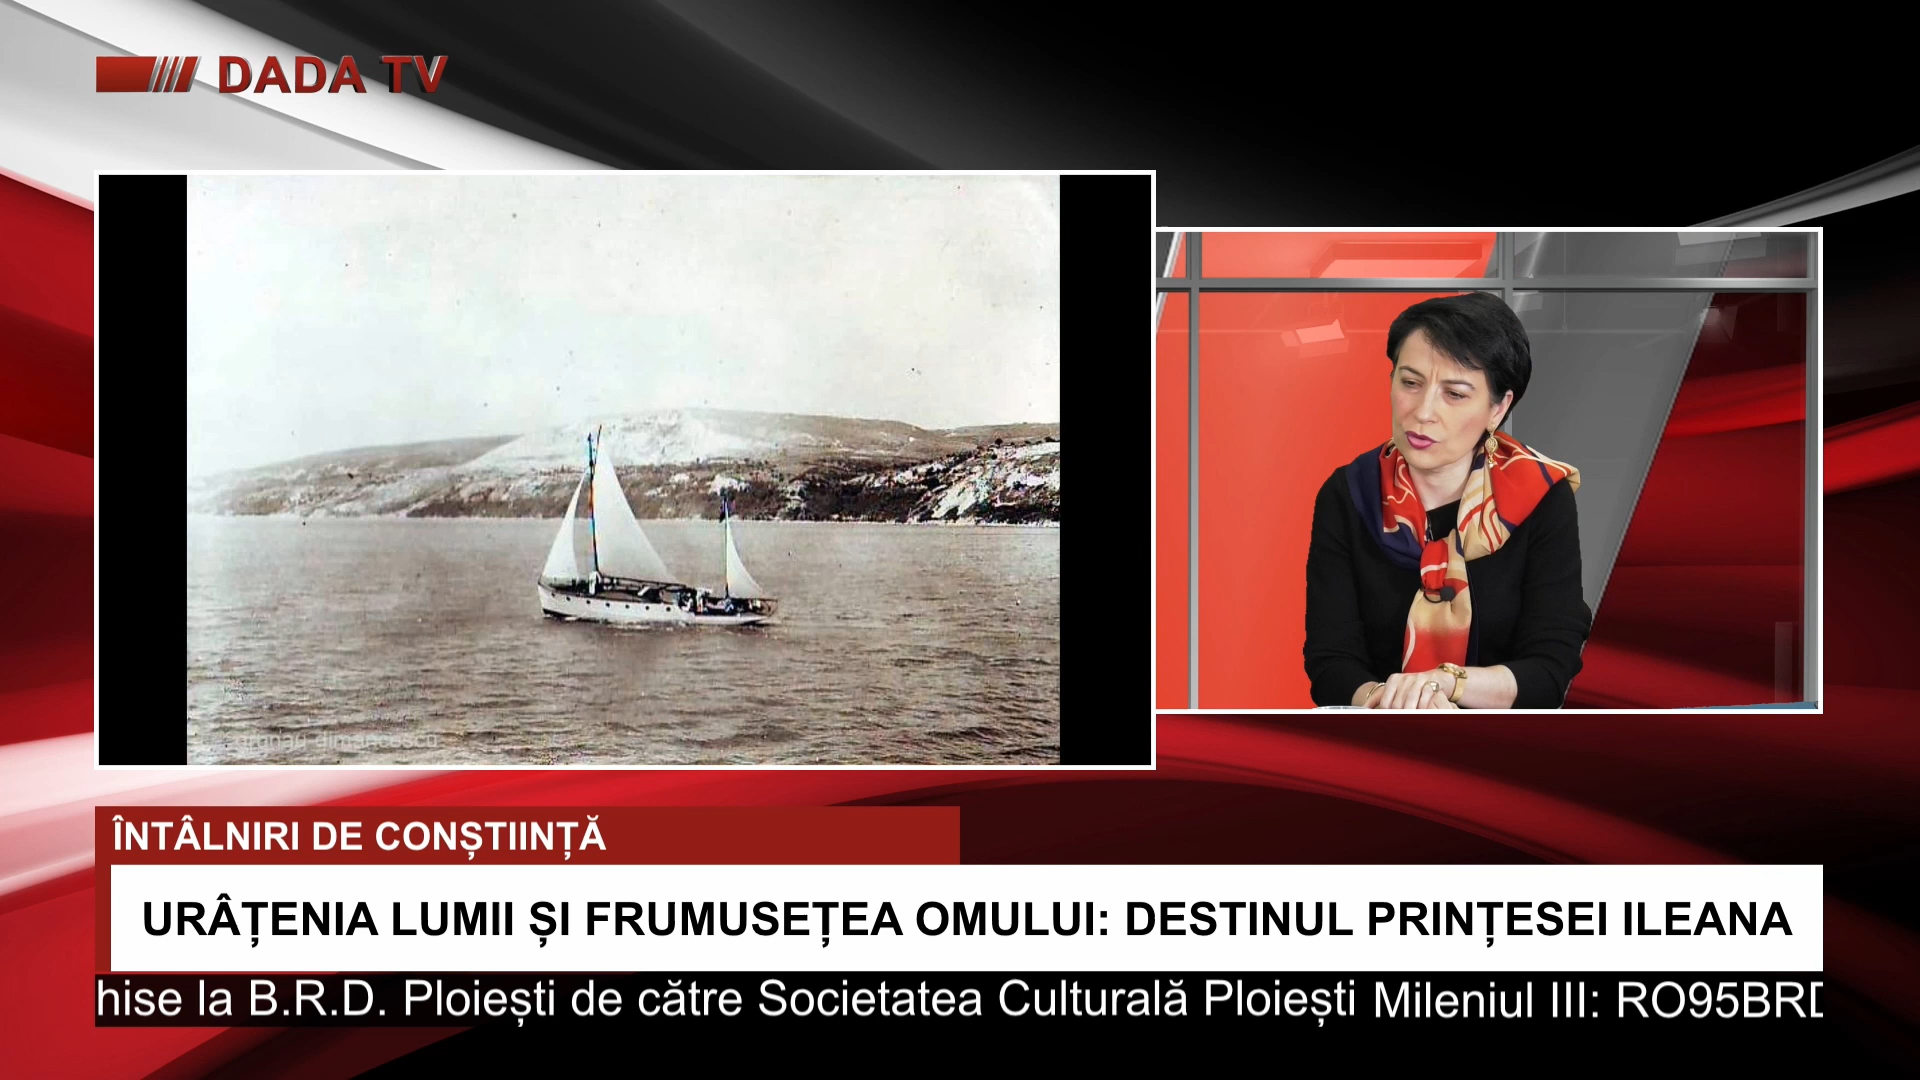 DADA TV
dimancescu
ÎNTÂLNIRI DE CONȘTIINȚĂ
URÂȚENIA LUMII ȘI FRUMUSEȚEA OMULUI: DESTINUL PRINȚESEI ILEANA
hise la B.R.D. Ploiești de către Societatea Culturală Ploiești Mileniul III: RO95BRD